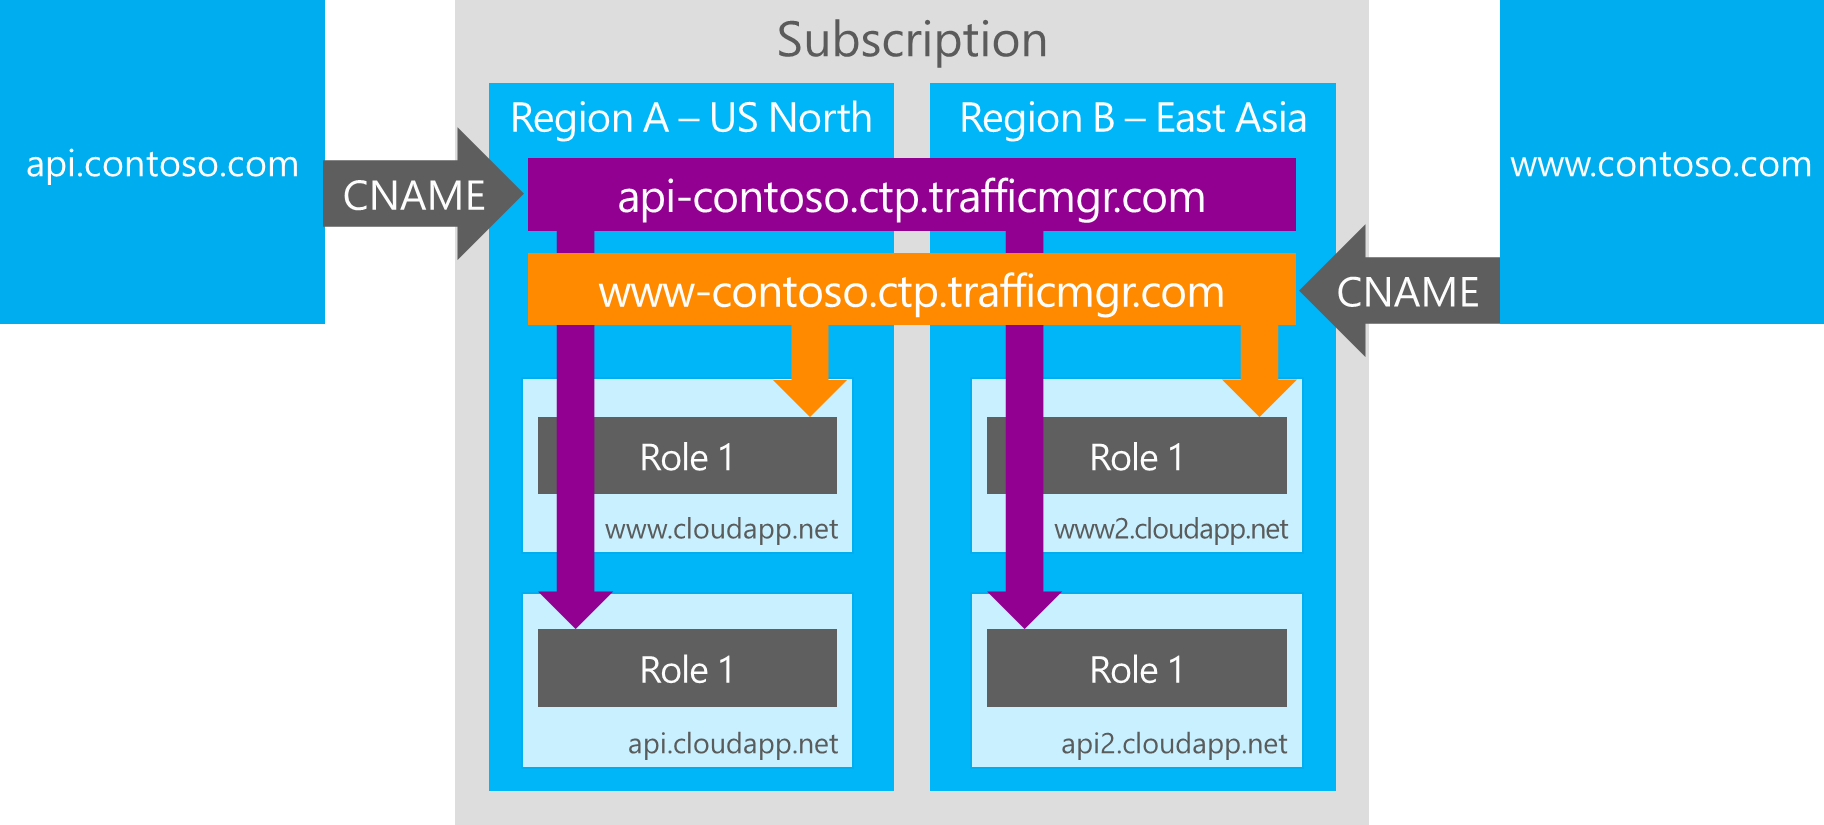 Subscription
Region A – US North
Region B – East Asia
api.contoso.com
CNAME
api-contoso.ctp.trafficmgr.com
www.contoso.com
CNAME
www-contoso.ctp.trafficmgr.com
Role 1
www.cloudapp.net
Role 1
www2.cloudapp.net
Role 1
api.cloudapp.net
Role 1
api2.cloudapp.net